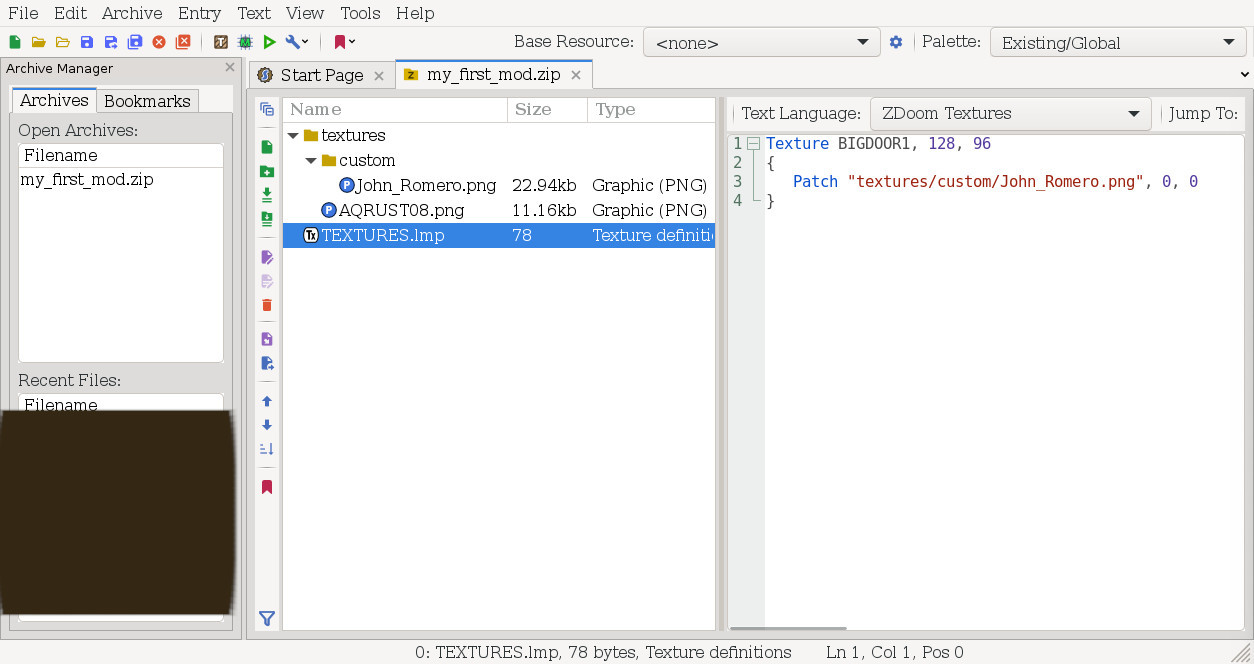 File Edit Archive Entry Text View Tools Help
Base Resource: <none> Palette: Existing/Global
Archive Manager
Start Page my_first_mod.zip
Archives Bookmarks
Open Archives:
Filename
my_first_mod.zip
Recent Files:
Filename
Name Size Type
textures
custom
John_Romero.png 22.94kb Graphic (PNG)
AQRUST08.png 11.16kb Graphic (PNG)
TEXTURES.lmp 78 Texture definiti
Text Language: ZDoom Textures Jump To:
1 Texture BIGDOOR1, 128, 96
2 {
3 Patch "textures/custom/John_Romero.png", 0, 0
4 }
0: TEXTURES.lmp, 78 bytes, Texture definitions Ln 1, Col 1, Pos 0